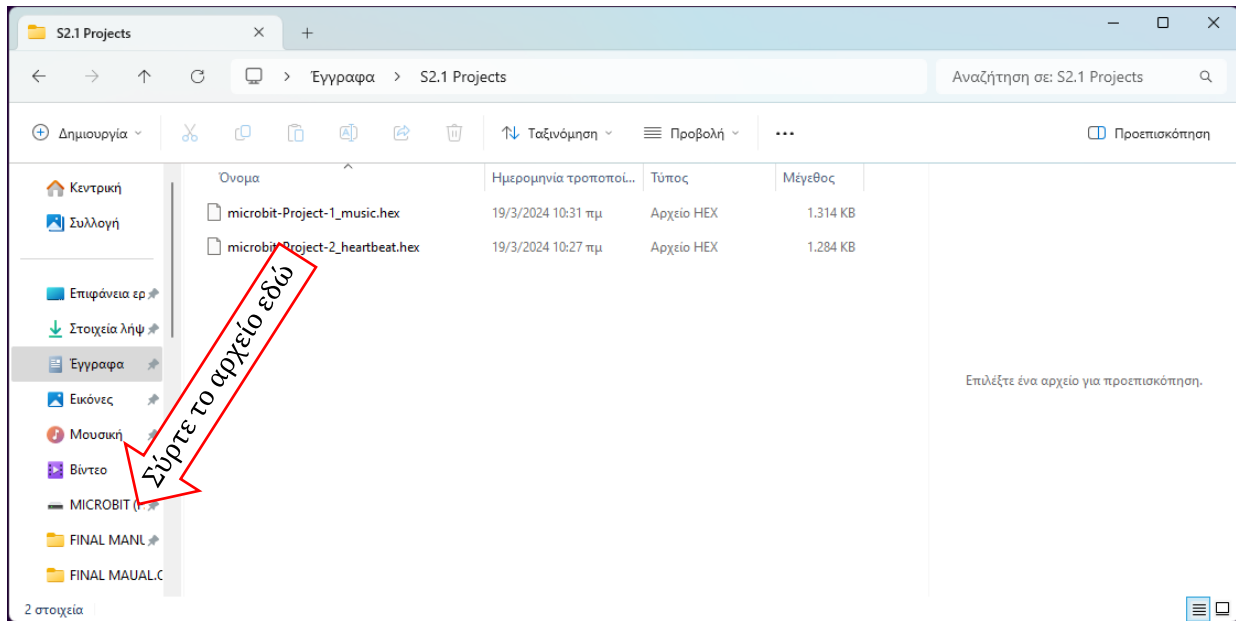 S2.1 Projects
Έγγραφα > S2.1 Projects
Αναζήτηση σε: S2.1 Projects
Δημιουργία
Ταξινόμηση
Προβολή
Προεπισκόπηση
Όνομα
Ημερομηνία τροποποί...
Τύπος
Μέγεθος
microbit-Project-1_music.hex
19/3/2024 10:31 πμ
Αρχείο HEX
1.314 KB
microbit-Project-2_heartbeat.hex
19/3/2024 10:27 πμ
Αρχείο HEX
1.284 KB
Κεντρική
Συλλογή
Επιφάνεια ερ
Στοιχεία λήψ
Έγγραφα
Εικόνες
Μουσική
Βίντεο
MICROBIT
FINAL MANU
FINAL MAUAL.C
Σύρτε το αρχείο εδώ
Επιλέξτε ένα αρχείο για προεπισκόπηση.
2 στοιχεία